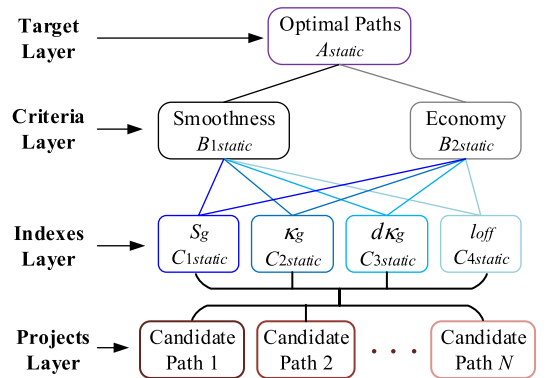 Target
Layer
Optimal Paths
Astatic
Criteria
Layer
Smoothness
B1static
Economy
B2static
Indexes
Layer
Sg
C1static
κg
C2static
dκg
C3static
loff
C4static
Projects
Layer
Candidate
Path 1
Candidate
Path 2
. . .
Candidate
Path N